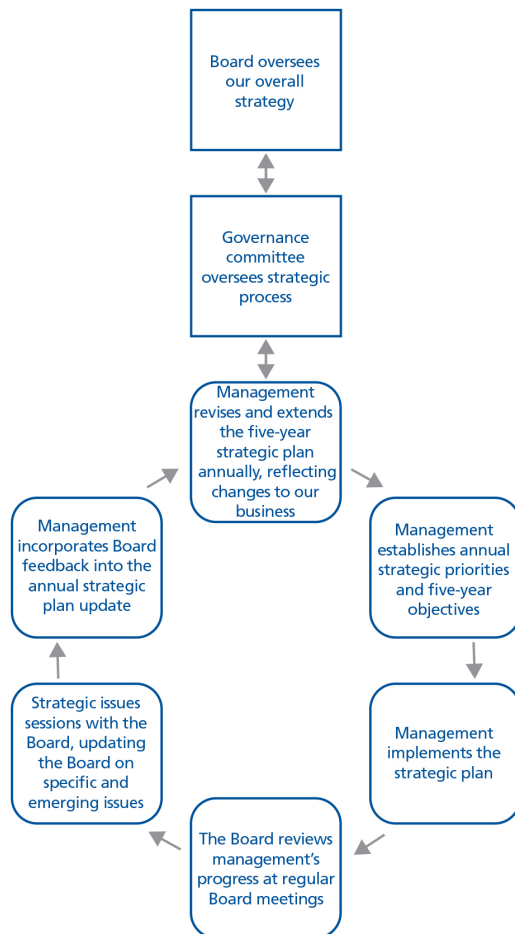 Board oversees
our overall
strategy
Governance
committee
oversees strategic
process
Management
revises and extends
the five-year
strategic plan
annually, reflecting
changes to our
business
Management
establishes annual
strategic priorities
and five-year
objectives
Management
implements the
strategic plan
The Board reviews
management’s
progress at regular
Board meetings
Strategic issues
sessions with the
Board, updating
the Board on
specific and
emerging issues
Management
incorporates Board
feedback into the
annual strategic
plan update